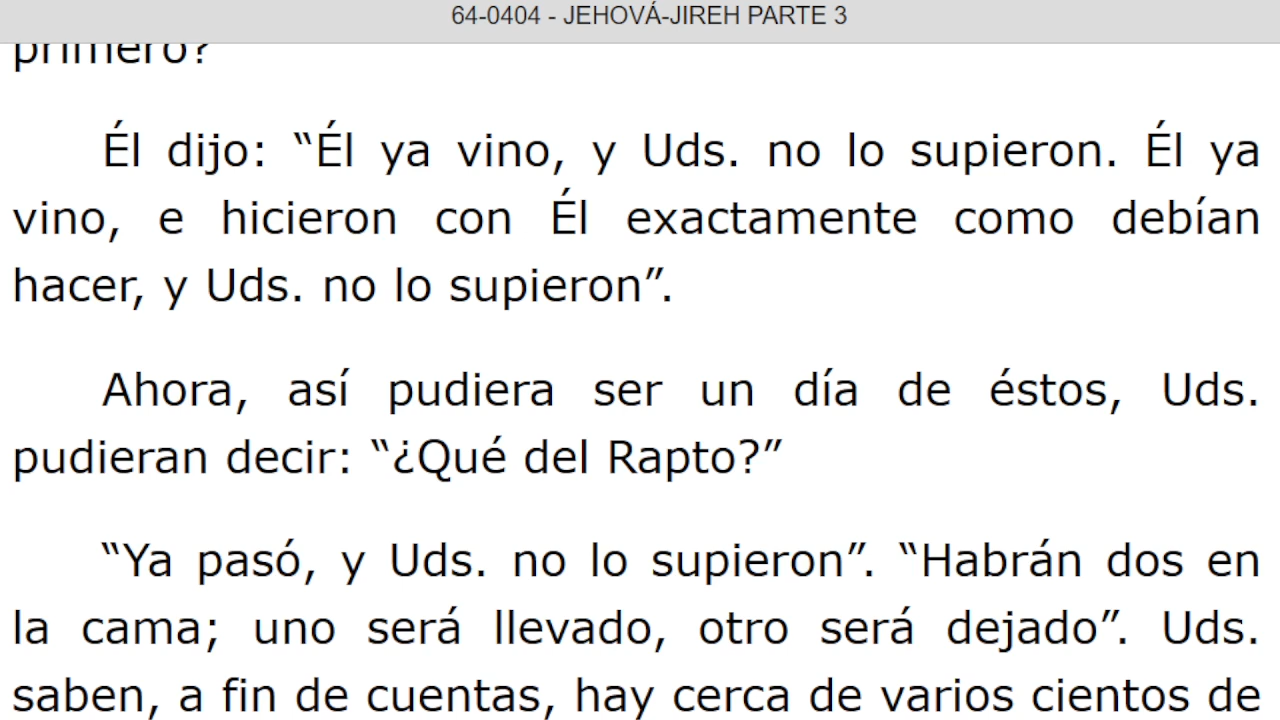 64-0404 - JEHOVÁ-JIREH PARTE 3
primero?
Él dijo: “Él ya vino, y Uds. no lo supieron. Él ya
vino, e hicieron con Él exactamente como debían
hacer, y Uds. no lo supieron”.
Ahora, así pudiera ser un día de éstos, Uds.
pudieran decir: “¿Qué del Rapto?”
“Ya pasó, y Uds. no lo supieron”. “Habrán dos en
la cama; uno será llevado, otro será dejado”. Uds.
saben, a fin de cuentas, hay cerca de varios cientos de